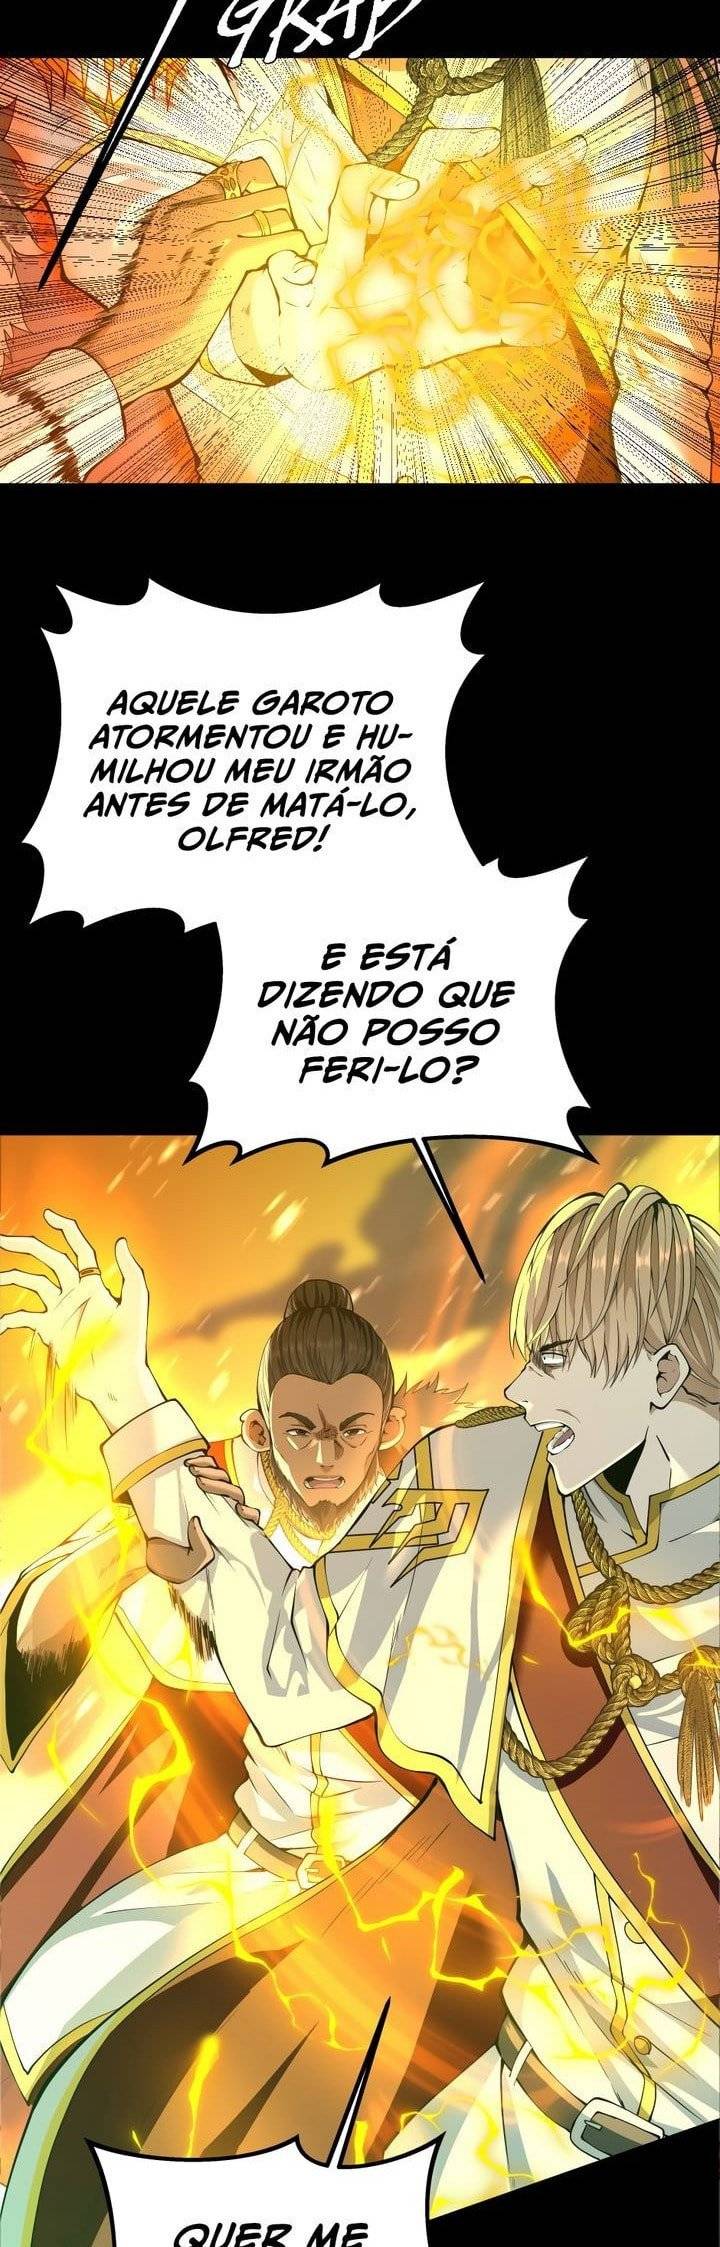 GRAB
AQUELE GAROTO
ATORMENTOU E HU-
MILHOU MEU IRMÃO
ANTES DE MATÁ-LO,
OLFRED!
E ESTÁ
DIZENDO QUE
NÃO POSSO
FERI-LO?
QUER ME